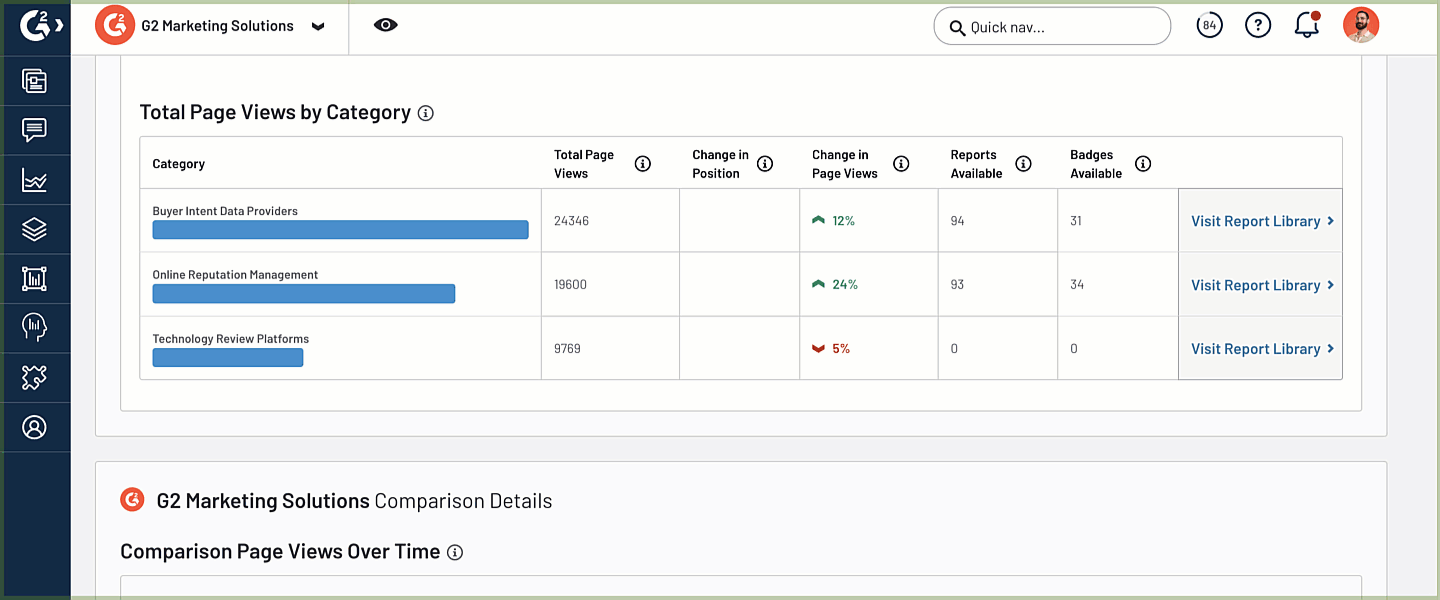 G2 Marketing Solutions
Quick nav...
84
Total Page Views by Category
Category
Total Page Views
Change in Position
Change in Page Views
Reports Available
Badges Available
Buyer Intent Data Providers
24346
12%
94
31
Visit Report Library
Online Reputation Management
19600
24%
93
34
Visit Report Library
Technology Review Platforms
9769
5%
0
0
Visit Report Library
G2 Marketing Solutions Comparison Details
Comparison Page Views Over Time